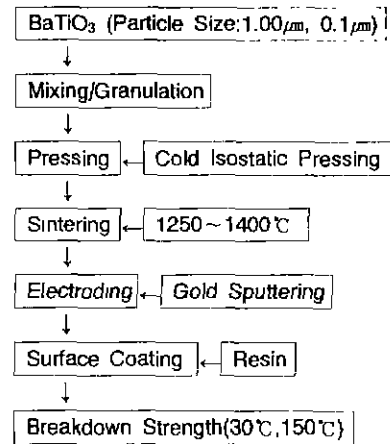 BaTiO₃ (Particle Size:1.00㎛, 0.1㎛)
Mixing/Granulation
Pressing Cold Isostatic Pressing
Sintering 1250~1400℃
Electroding Gold Sputtering
Surface Coating Resin
Breakdown Strength(30℃,150℃)